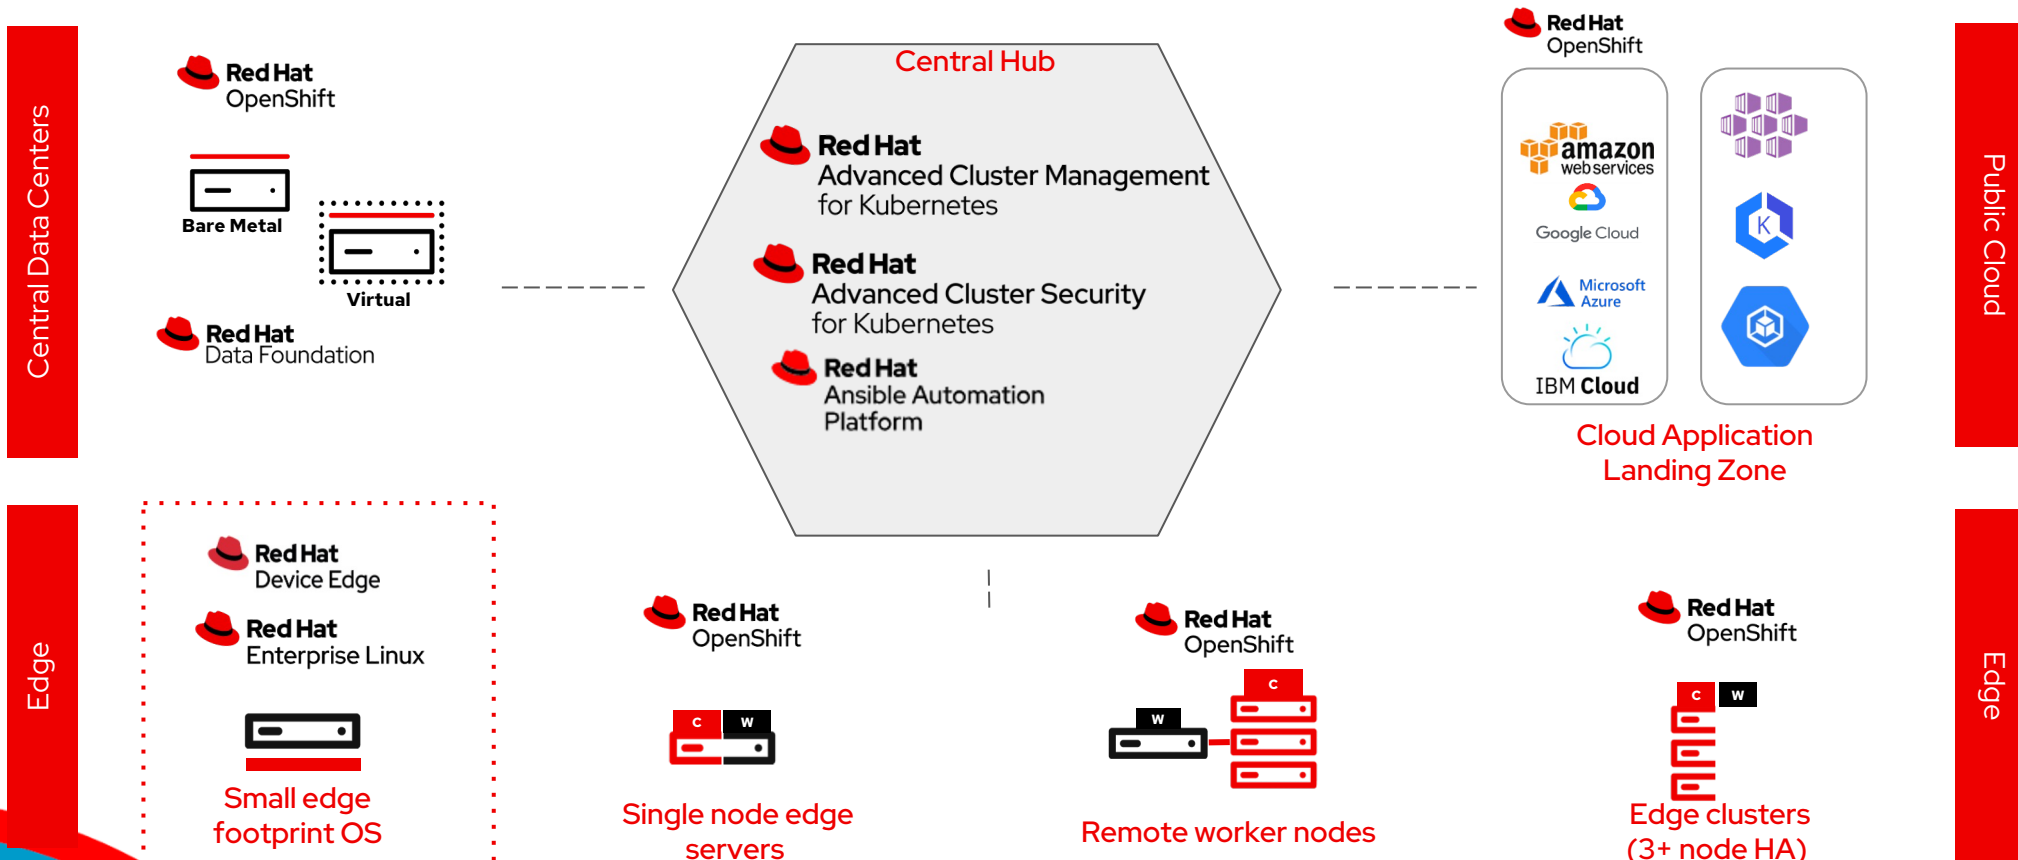 Central Data Centers
Red Hat
OpenShift
Bare Metal
Virtual
Red Hat
Data Foundation
Central Hub
Red Hat
Advanced Cluster Management
for Kubernetes
Red Hat
Advanced Cluster Security
for Kubernetes
Red Hat
Ansible Automation
Platform
Red Hat
OpenShift
amazon
web services
Google Cloud
Microsoft
Azure
IBM Cloud
K
Cloud Application
Landing Zone
Public Cloud
Edge
Red Hat
Device Edge
Red Hat
Enterprise Linux
Small edge
footprint OS
Red Hat
OpenShift
C W
Single node edge
servers
Red Hat
OpenShift
C
W
Remote worker nodes
Red Hat
OpenShift
C W
Edge clusters
(3+ node HA)
Edge